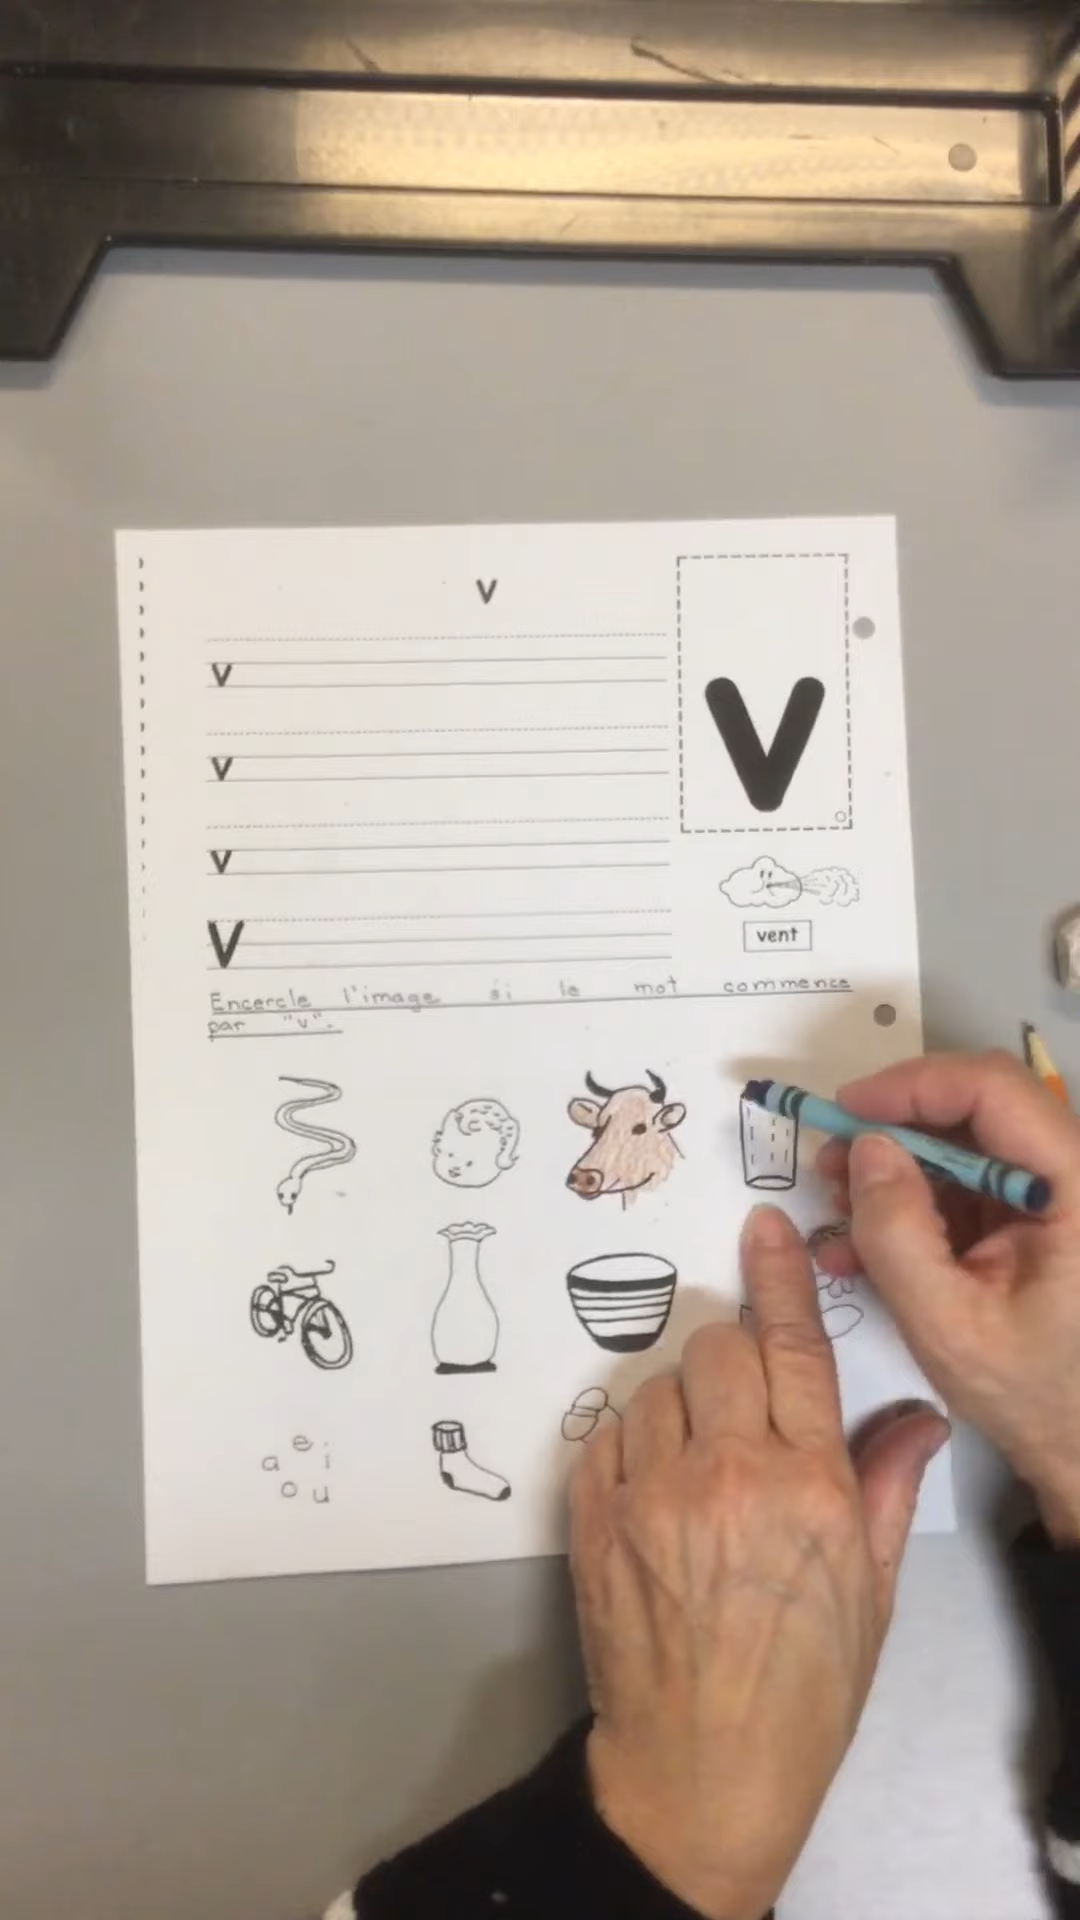 v
v
v
v
v
V
vent
Encercle l'image si le mot commence
par "v".
e
a i
o u